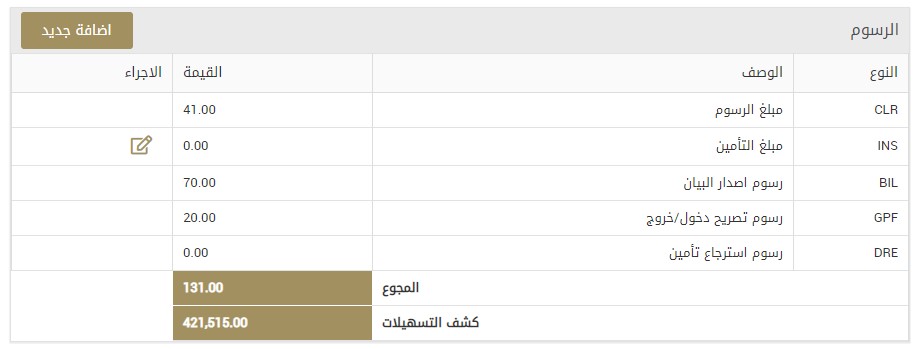 الرسوم
اضافة جديد
النوع الوصف القيمة الاجراء
CLR مبلغ الرسوم 41.00
INS مبلغ التأمين 0.00
BIL رسوم اصدار البيان 70.00
GPF رسوم تصريح دخول/خروج 20.00
DRE رسوم استرجاع تأمين 0.00
المجوع 131.00
كشف التسهيلات 421,515.00